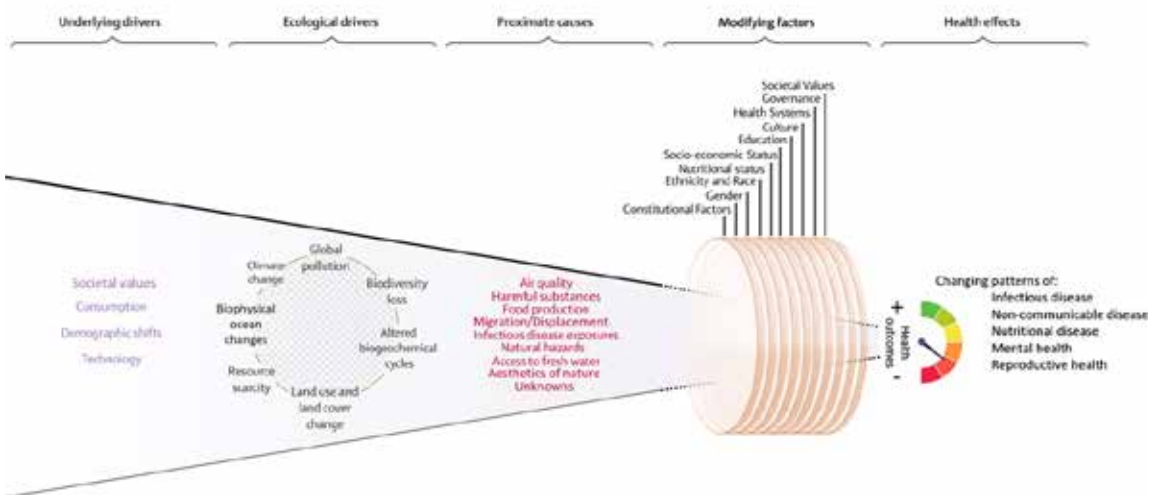 Underlying drivers
Ecological drivers
Proximate causes
Modifying factors
Health effects
Societal values
Consumption
Demographic shifts
Technology
Global
pollution
Biodiversity
loss
Altered
biogeochemical
cycles
Land use and
land cover
change
Resource
scarcity
Biophysical
ocean
changes
Climate
change
Air quality
Harmful substances
Food production
Migration/Displacement
Infectious disease exposures
Natural hazards
Access to fresh water
Aesthetics of nature
Unknowns
Societal Values
Governance
Health Systems
Culture
Education
Socio-economic Status
Nutritional status
Ethnicity and Race
Gender
Constitutional Factors
+
Health
outcomes
-
Changing patterns of:
Infectious disease
Non-communicable disease
Nutritional disease
Mental health
Reproductive health